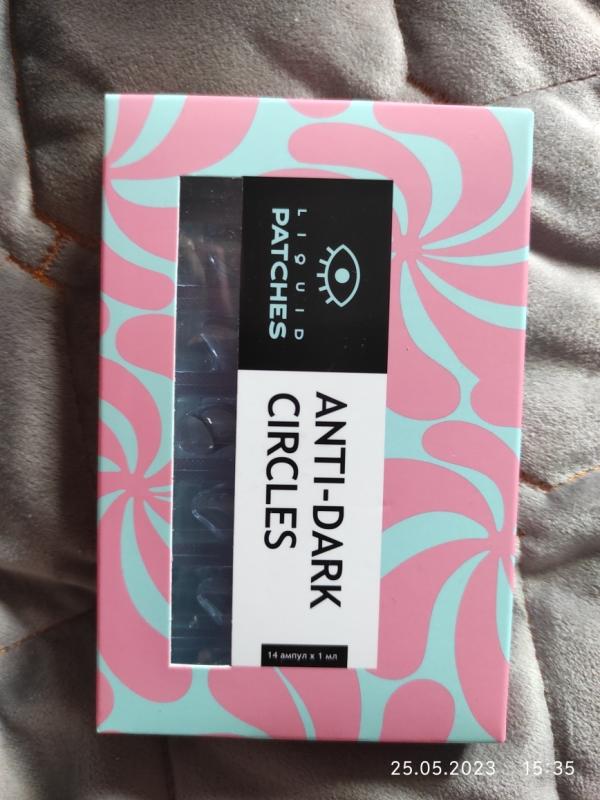 LIQUID
PATCHES
ANTI-DARK
CIRCLES
14 ампул х 1 мл
25.05.2023 15:35